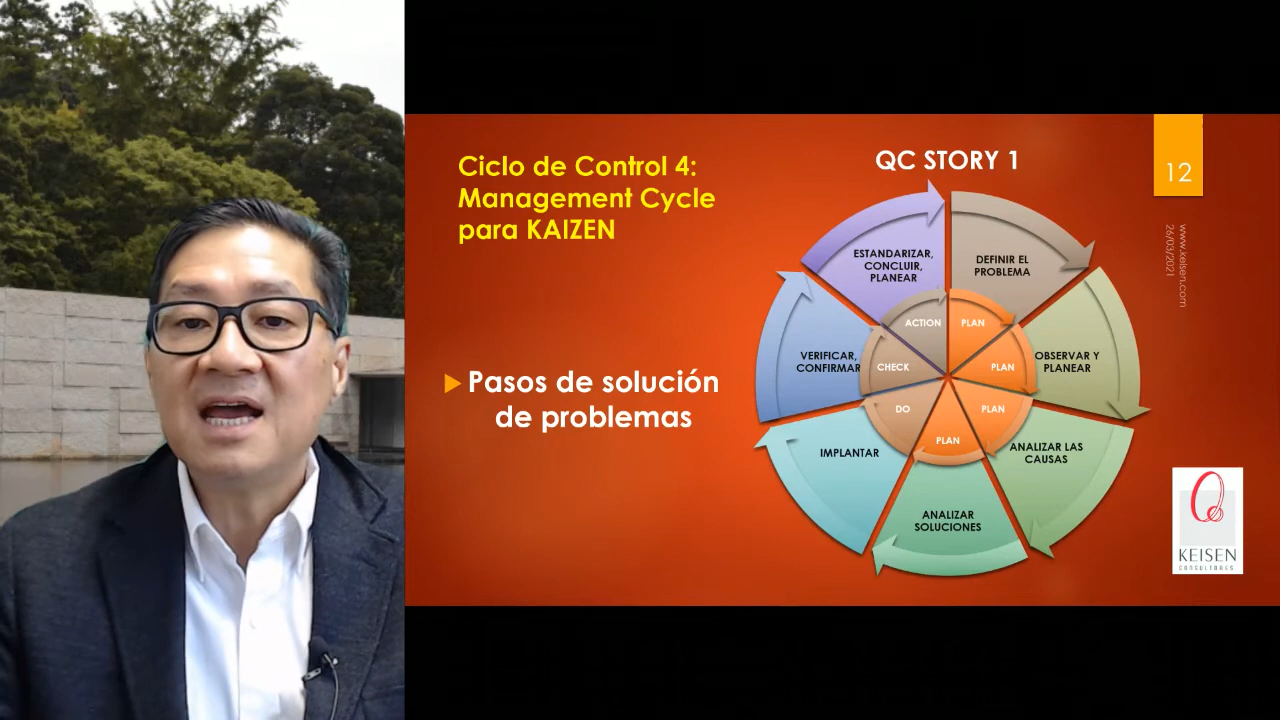 Ciclo de Control 4:
Management Cycle
para KAIZEN
Pasos de solución
de problemas
QC STORY 1
12
www.keisen.com
26/03/2021
DEFINIR EL
PROBLEMA
OBSERVAR Y
PLANEAR
ANALIZAR LAS
CAUSAS
ANALIZAR
SOLUCIONES
IMPLANTAR
VERIFICAR,
CONFIRMAR
ESTANDARIZAR,
CONCLUIR,
PLANEAR
PLAN
PLAN
PLAN
PLAN
DO
CHECK
ACTION
KEISEN
CONSULTORES